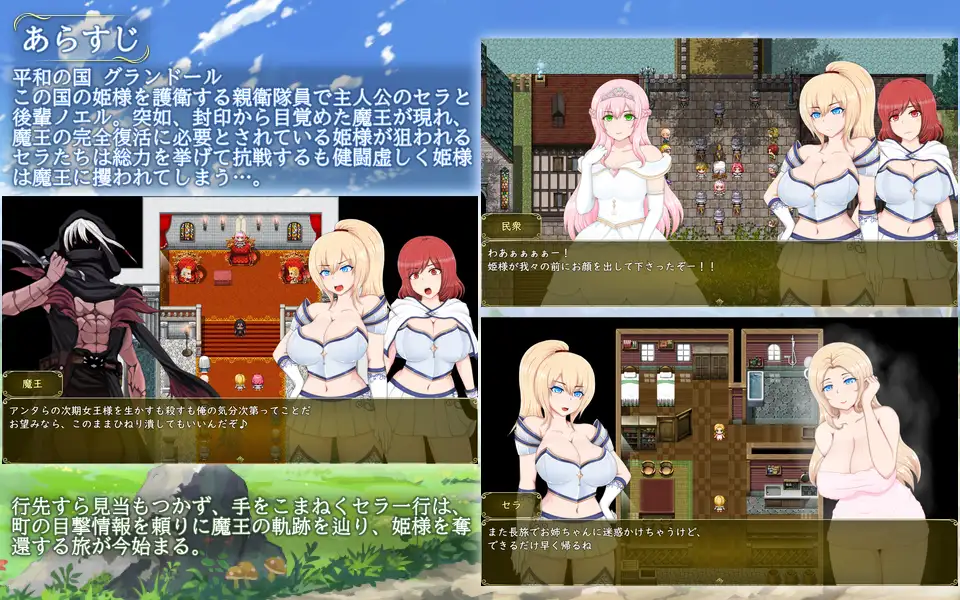 あらすじ
平和の国 グランドール
この国の姫様を護衛する親衛隊員で主人公のセラと
後輩ノエル。突如、封印から目覚めた魔王が現れ、
魔王の完全復活に必要とされている姫様が狙われる
セラたちは総力を挙げて抗戦するも健闘虚しく姫様
は魔王に攫われてしまう…。
民衆
わあぁぁぁぁー！
姫様が我々の前にお顔を出して下さったぞー！！
魔王
アンタらの次期女王様を生かすも殺すも俺の気分次第ってことだ
お望みなら、このままひねり潰してもいいんだぞ♪
セラ
また長旅でお姉ちゃんに迷惑かけちゃうけど、
できるだけ早く帰るね
行先すら見当もつかず、手をこまねくセラ一行は、
町の目撃情報を頼りに魔王の軌跡を辿り、姫様を奪
還する旅が今始まる。